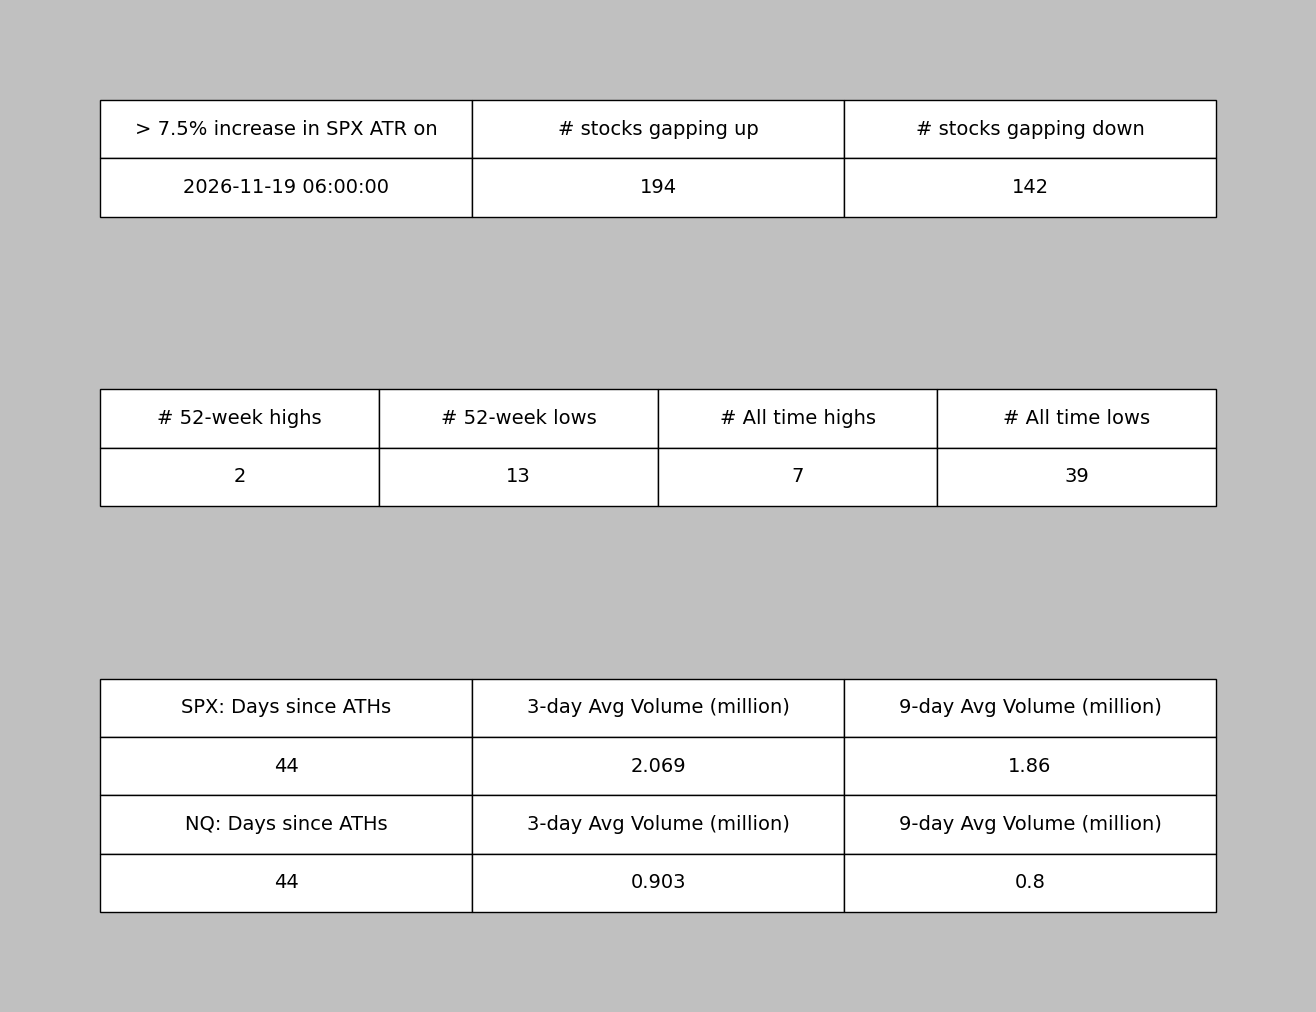 > 7.5% increase in SPX ATR on # stocks gapping up # stocks gapping down
2026-11-19 06:00:00 194 142
# 52-week highs # 52-week lows # All time highs # All time lows
2 13 7 39
SPX: Days since ATHs 3-day Avg Volume (million) 9-day Avg Volume (million)
44 2.069 1.86
NQ: Days since ATHs 3-day Avg Volume (million) 9-day Avg Volume (million)
44 0.903 0.8